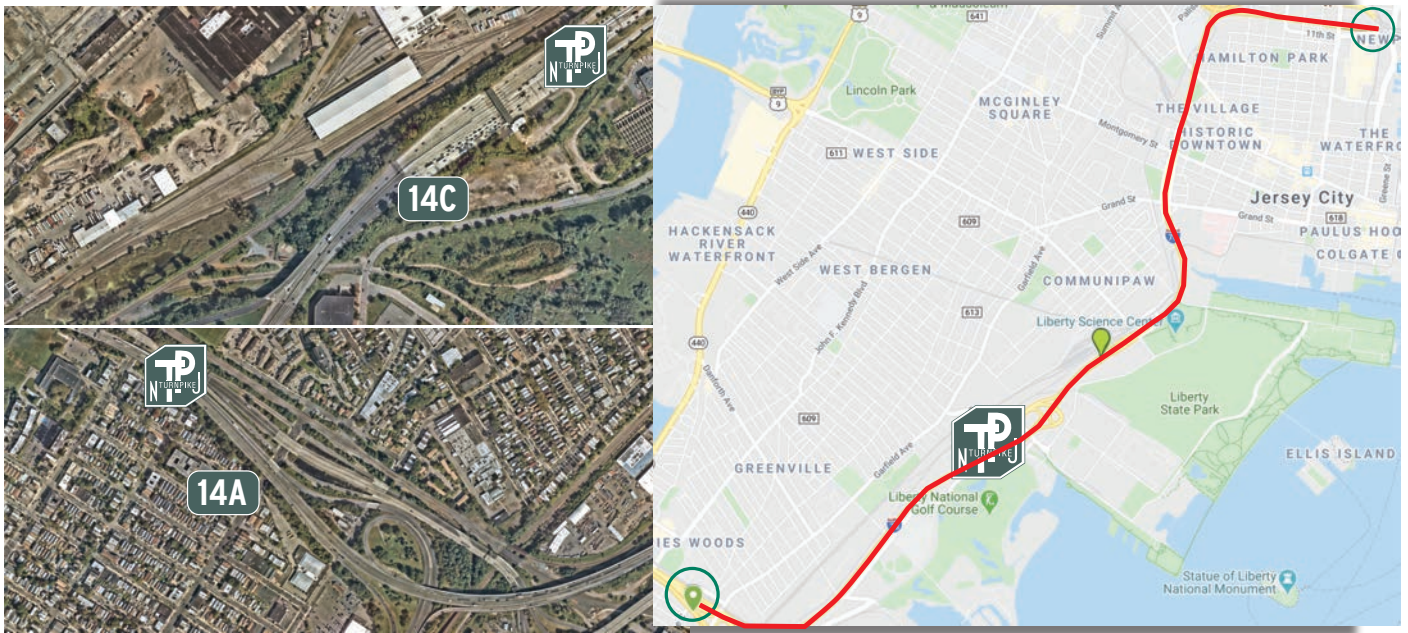 N TP J
TURNPIKE
14C
N TP J
TURNPIKE
14A
9
641
11th St
HAMILTON PARK
BYP
9
Lincoln Park
MCGINLEY
SQUARE
THE VILLAGE
Montgomery St
HISTORIC
DOWNTOWN
THE
611
WEST SIDE
Greene St
Jersey City
440
Grand St
Grand St
618
609
PAULUS HOO
COLGATE
HACKENSACK
RIVER
WATERFRONT
West Side Ave
WEST BERGEN
Garfield Ave
COMMUNIPAW
John F. Kennedy Blvd
613
Liberty Science Center
440
Danforth Ave
Liberty
State Park
609
N TP J
TURNPIKE
Garfield Ave
GREENVILLE
ELLIS ISLAND
Liberty National
Golf Course
IES WOODS
Statue of Liberty
National Monument